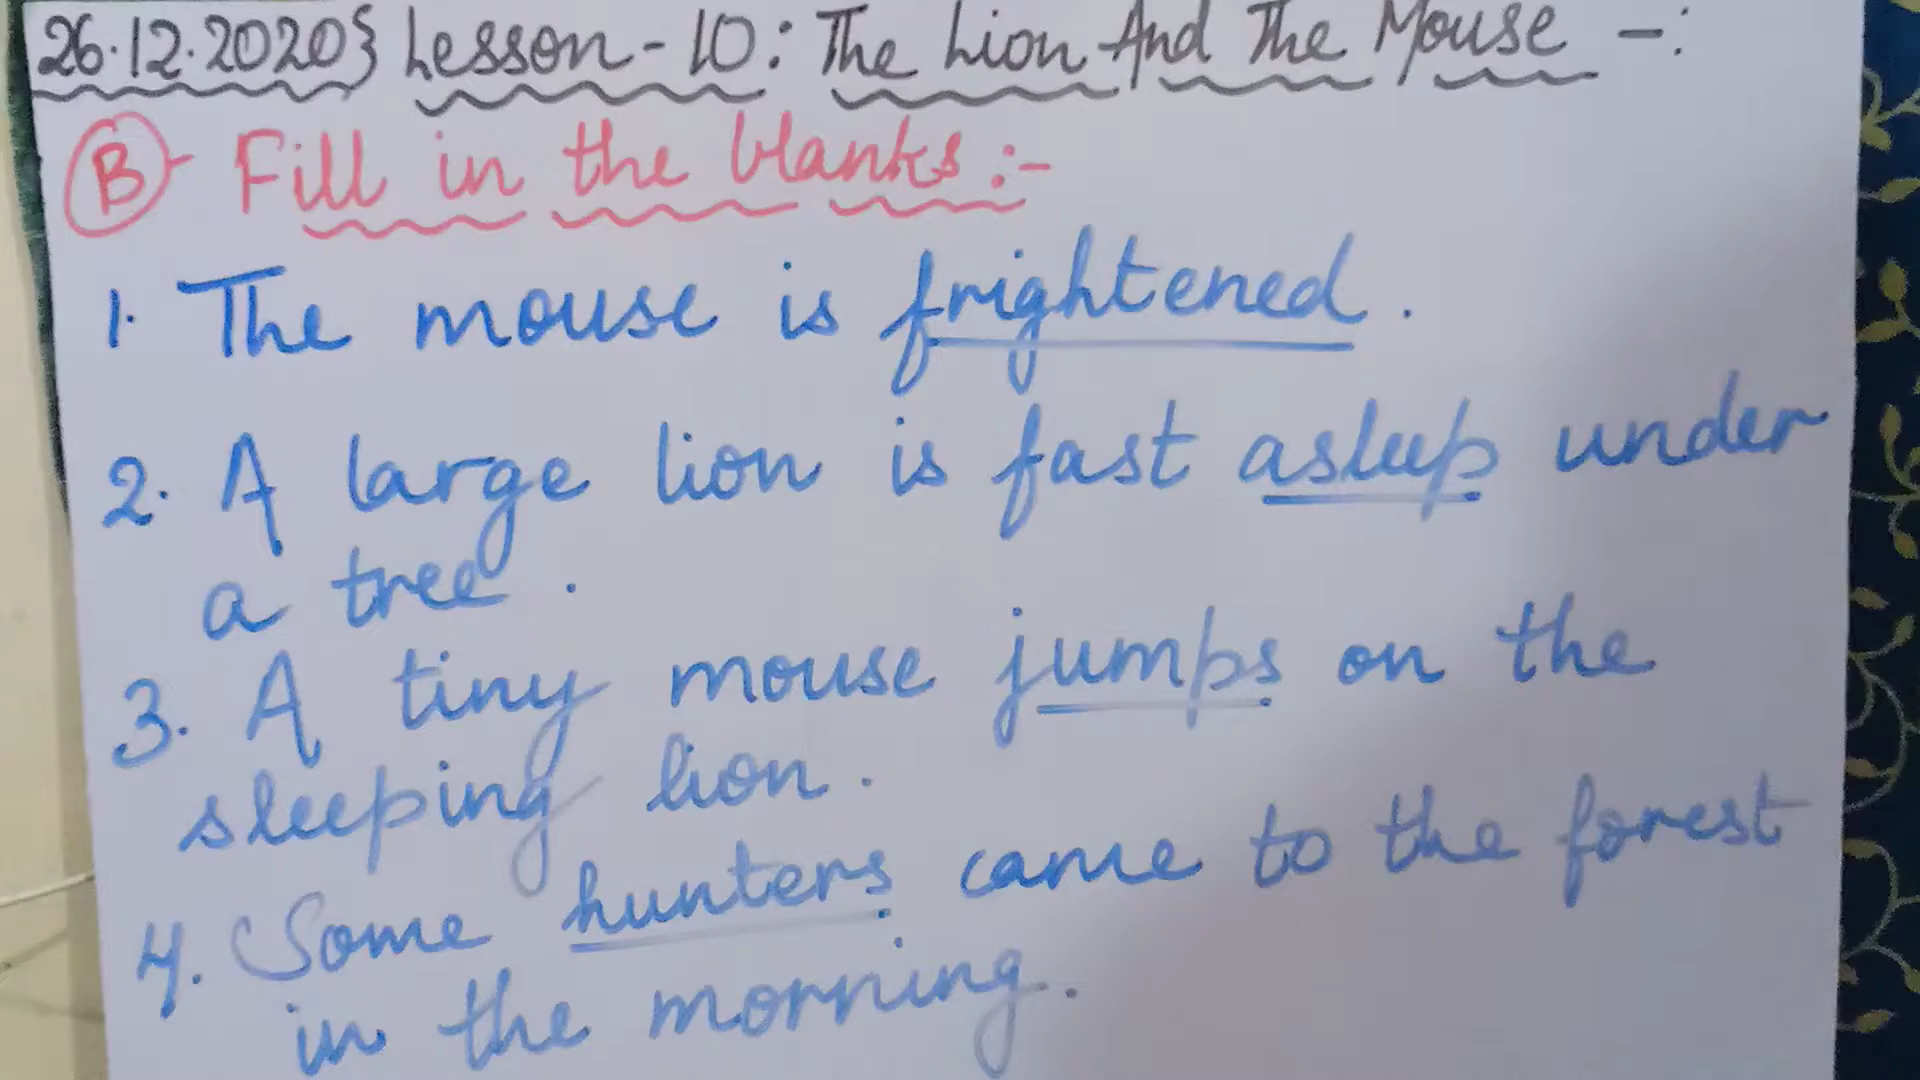 26.12.2020} Lesson-10: The Lion And The Mouse -:
B- Fill in the blanks:-
1. The mouse is frightened.
2. A large lion is fast asleep under
a tree.
3. A tiny mouse jumps on the
sleeping lion.
4. Some hunters came to the forest
in the morning.